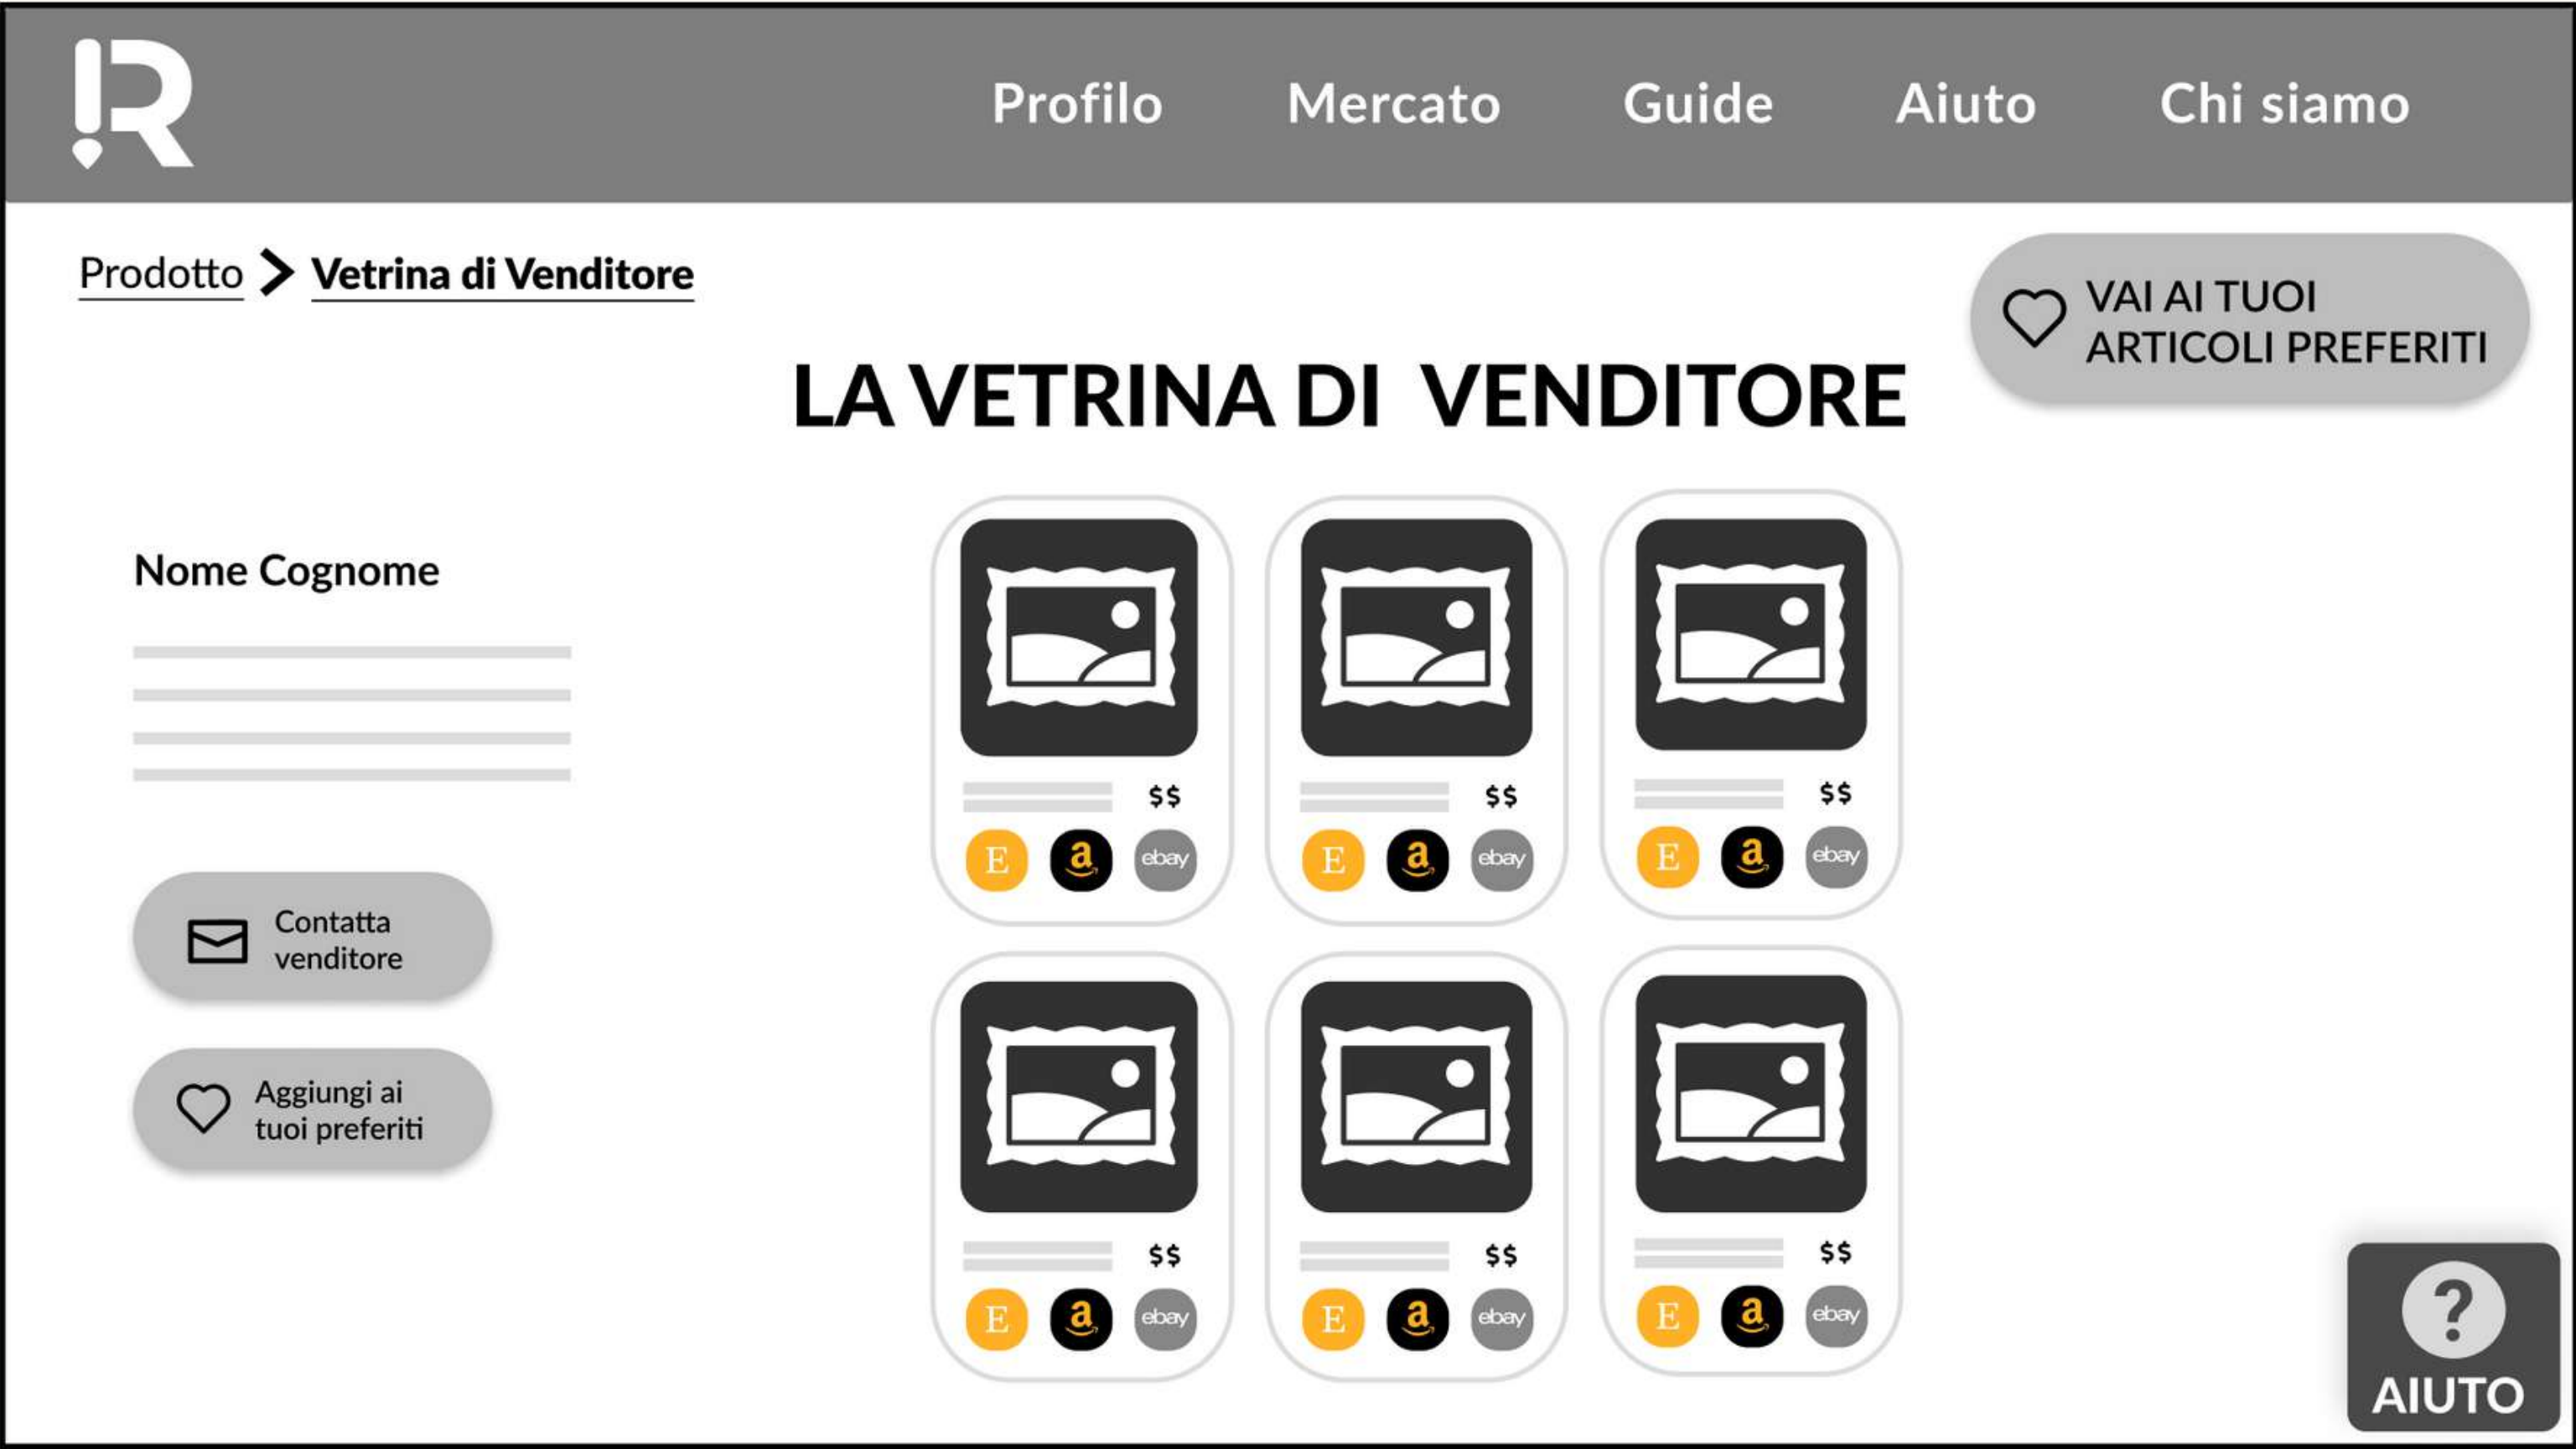 R
Profilo Mercato Guide Aiuto Chi siamo
Prodotto > Vetrina di Venditore
VAI AI TUOI
ARTICOLI PREFERITI
LA VETRINA DI VENDITORE
Nome Cognome
Contatta
venditore
Aggiungi ai
tuoi preferiti
$$ $$ $$
E a ebay E a ebay E a ebay
$$ $$ $$
E a ebay E a ebay E a ebay
?
AIUTO